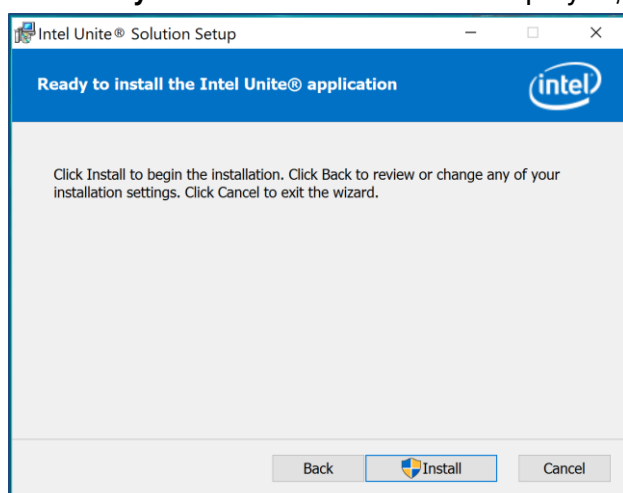 Intel Unite® Solution Setup
Ready to install the Intel Unite® application
intel
Click Install to begin the installation. Click Back to review or change any of your
installation settings. Click Cancel to exit the wizard.
Back
Install
Cancel